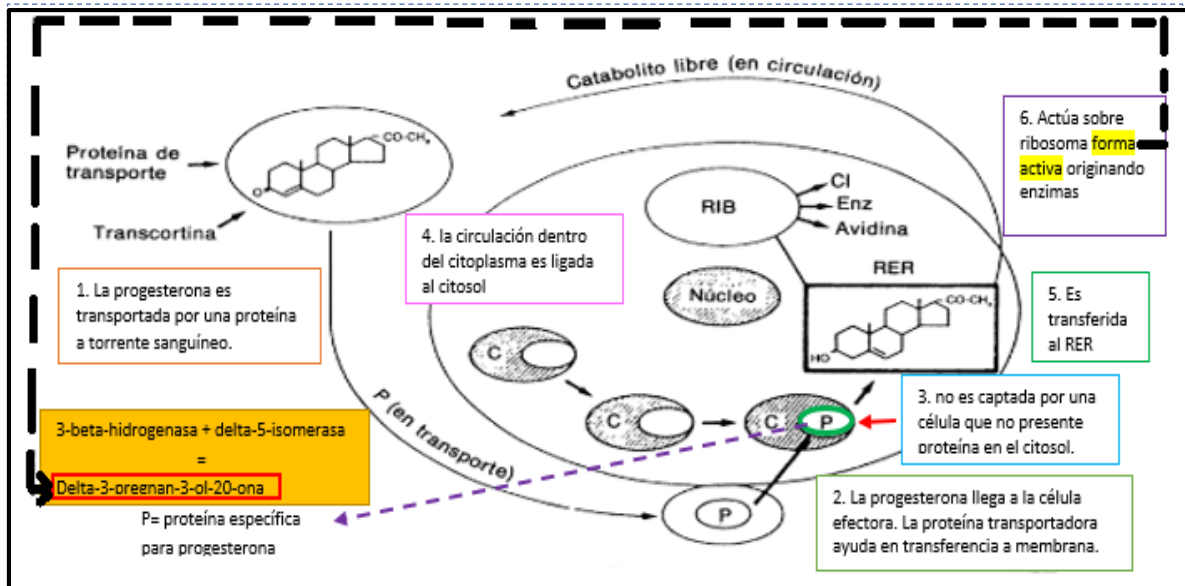 Catabolito libre (en circulación)
Proteína de
transporte
Transcortina
CO-CH₃
O
1. La progesterona es
transportada por una proteína
a torrente sanguíneo.
4. la circulación dentro
del citoplasma es ligada
al citosol
RIB
Cl
Enz
Avidina
RER
Núcleo
CO-CH₃
HO
6. Actúa sobre
ribosoma forma
activa originando
enzimas
5. Es
transferida
al RER
C
C
C
P
P (en transporte)
P
3. no es captada por una
célula que no presente
proteína en el citosol.
2. La progesterona llega a la célula
efectora. La proteína transportadora
ayuda en transferencia a membrana.
3-beta-hidrogenasa + delta-5-isomerasa
=
Delta-3-pregnan-3-ol-20-ona
P= proteína específica
para progesterona